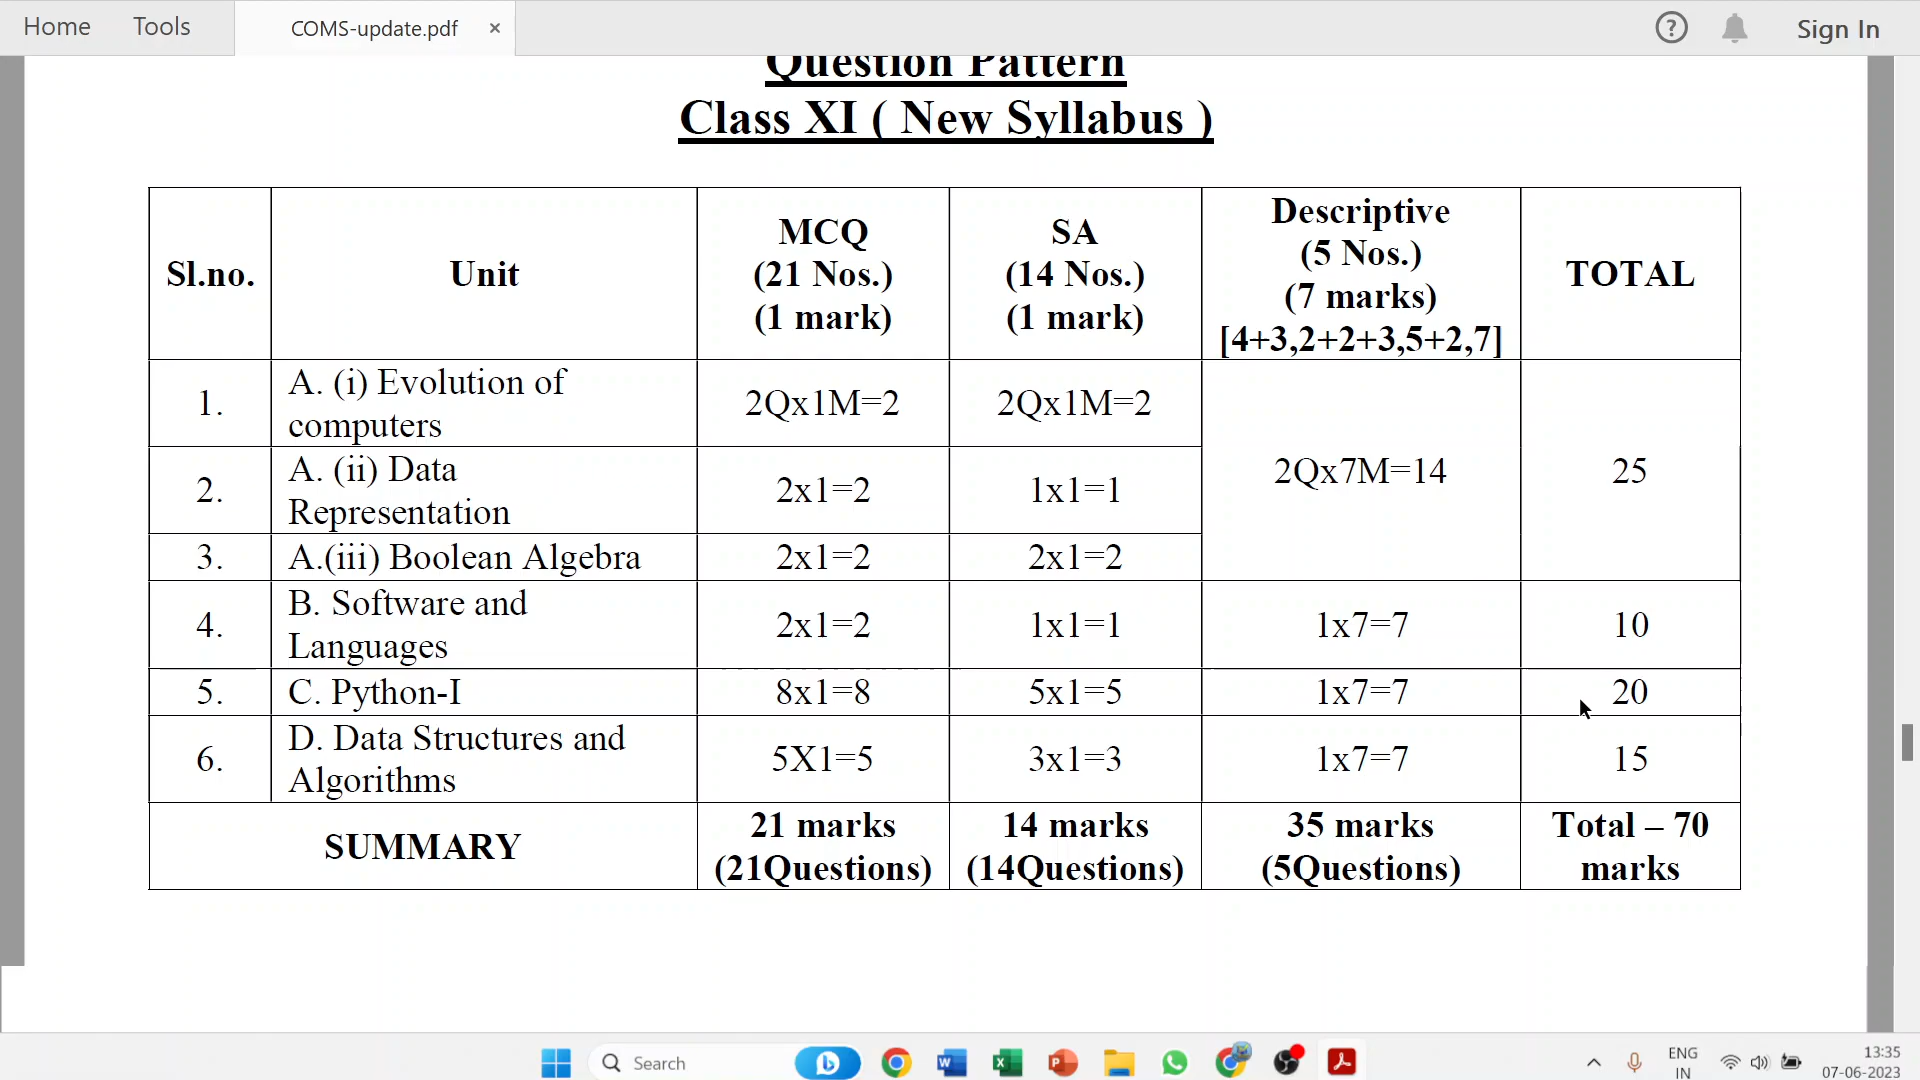 Home
Tools
COMS-update.pdf
×
?
Sign In
Question Pattern
Class XI ( New Syllabus )
Sl.no.
Unit
MCQ
(21 Nos.)
(1 mark)
SA
(14 Nos.)
(1 mark)
Descriptive
(5 Nos.)
(7 marks)
[4+3,2+2+3,5+2,7]
TOTAL
1.
A. (i) Evolution of
computers
2Qx1M=2
2Qx1M=2
2Qx7M=14
25
2.
A. (ii) Data
Representation
2x1=2
1x1=1
3.
A.(iii) Boolean Algebra
2x1=2
2x1=2
4.
B. Software and
Languages
2x1=2
1x1=1
1x7=7
10
5.
C. Python-I
8x1=8
5x1=5
1x7=7
20
6.
D. Data Structures and
Algorithms
5X1=5
3x1=3
1x7=7
15
SUMMARY
21 marks
(21Questions)
14 marks
(14Questions)
35 marks
(5Questions)
Total – 70
marks
Search
ENG
IN
13:35
07-06-2023